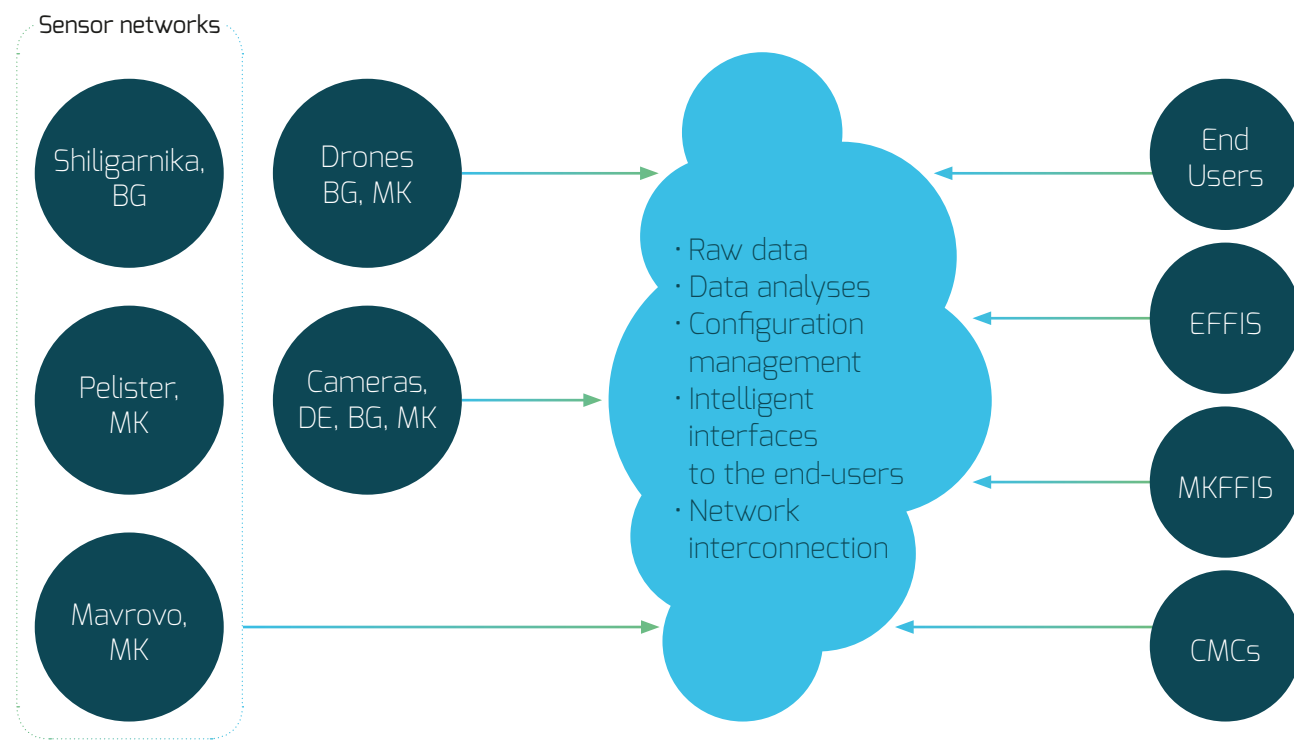 Sensor networks
Shiligarnika,
BG
Pelister,
MK
Mavrovo,
MK
Drones
BG, MK
Cameras,
DE, BG, MK
· Raw data
· Data analyses
· Configuration
management
· Intelligent
interfaces
to the end-users
· Network
interconnection
End
Users
EFFIS
MKFFIS
CMCs